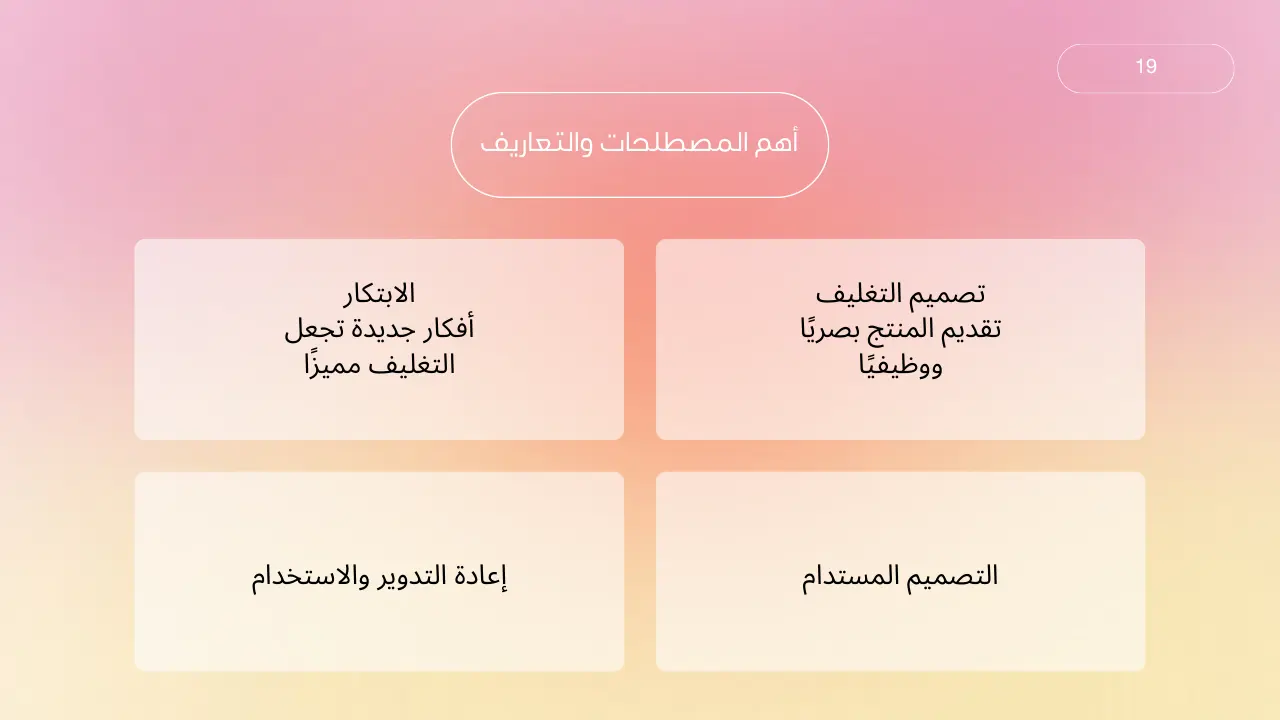 19
أهم المصطلحات والتعاريف
تصميم التغليف
تقديم المنتج بصريًا
ووظيفيًا
الابتكار
أفكار جديدة تجعل
التغليف مميزًا
التصميم المستدام
إعادة التدوير والاستخدام